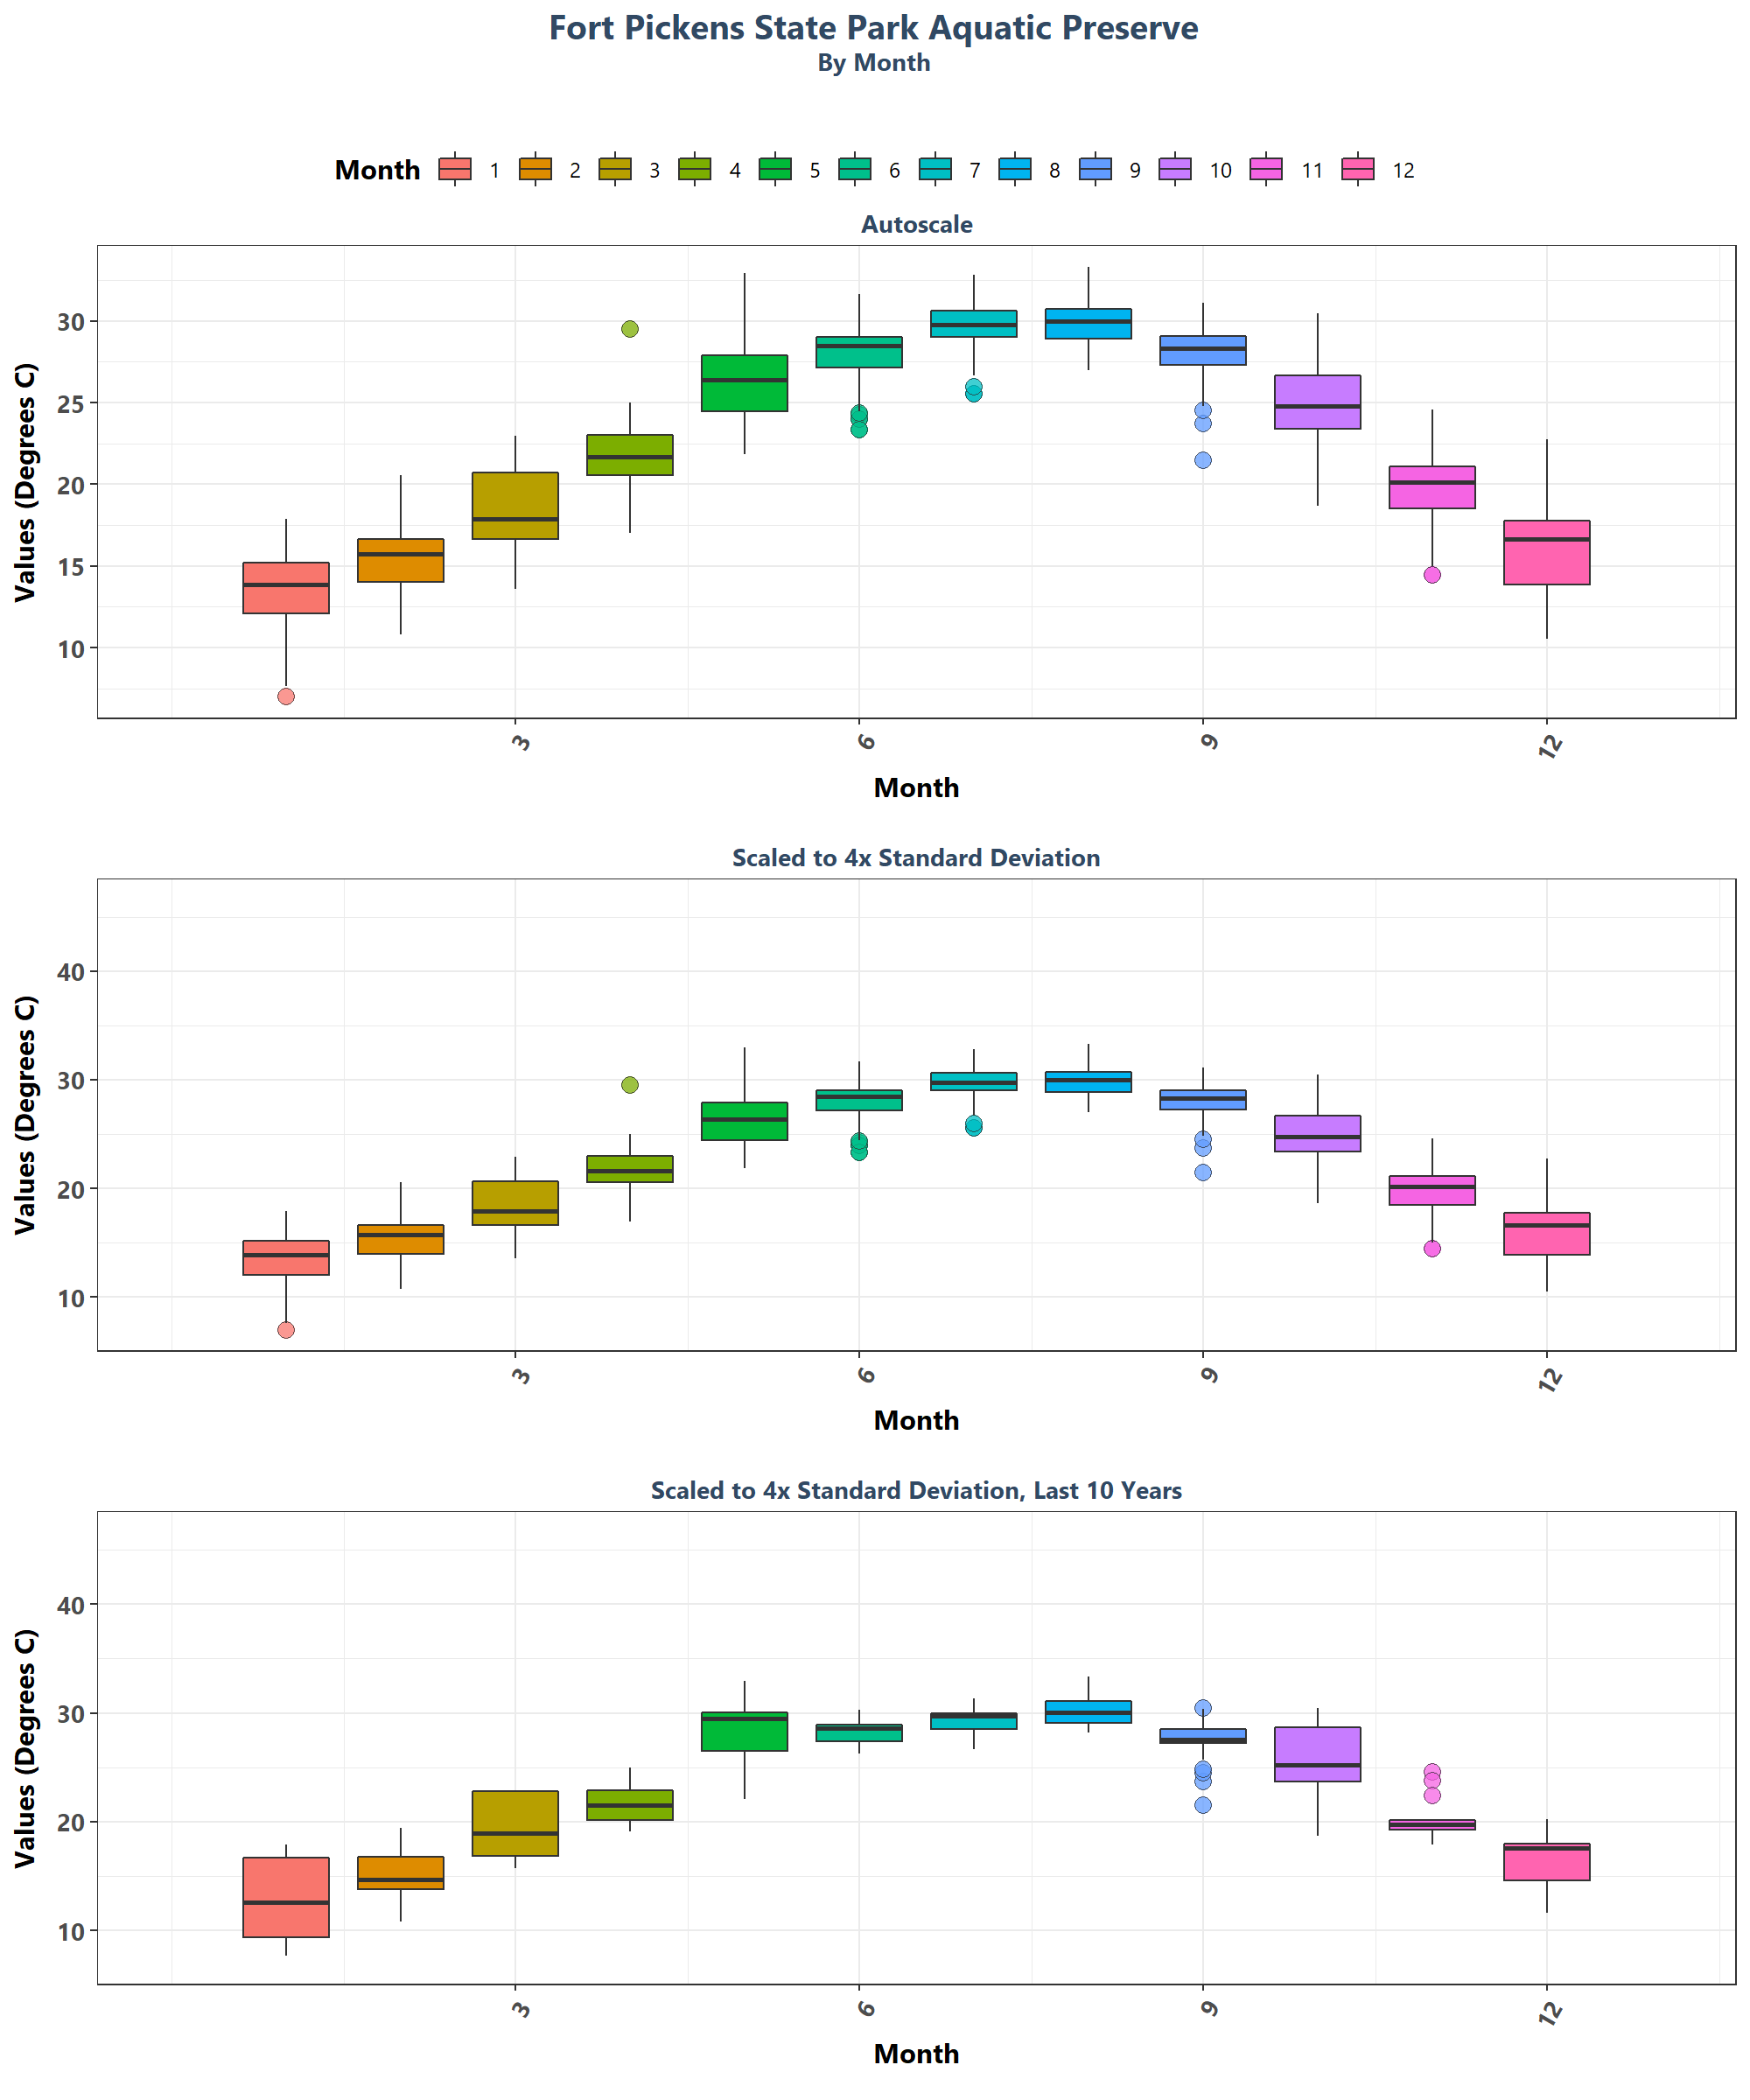 Fort Pickens State Park Aquatic Preserve
By Month
Month 1 2 3 4 5 6 7 8 9 10 11 12
Autoscale
Values (Degrees C)
30
25
20
15
10
3 6 9 12
Month
Scaled to 4x Standard Deviation
Values (Degrees C)
40
30
20
10
3 6 9 12
Month
Scaled to 4x Standard Deviation, Last 10 Years
Values (Degrees C)
40
30
20
10
3 6 9 12
Month